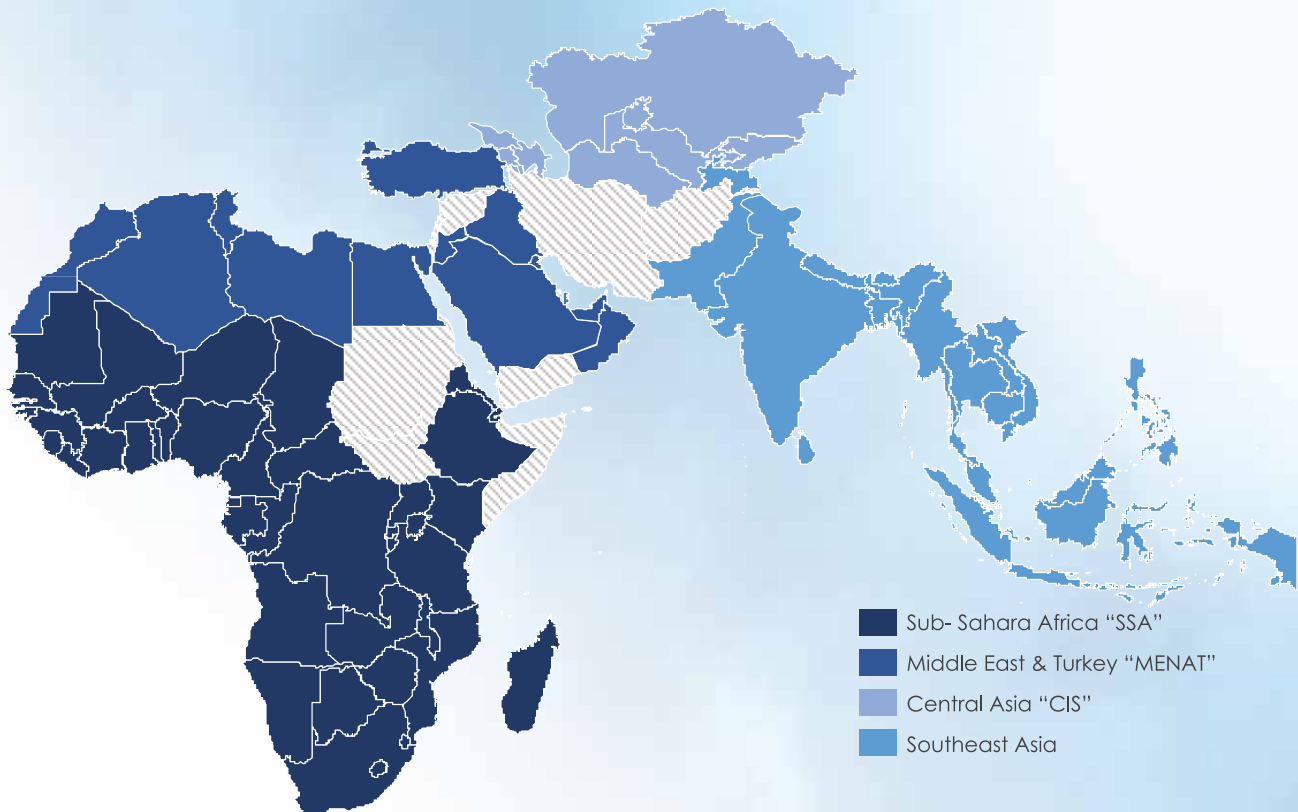 Sub- Sahara Africa “SSA”
Middle East & Turkey “MENAT”
Central Asia “CIS”
Southeast Asia